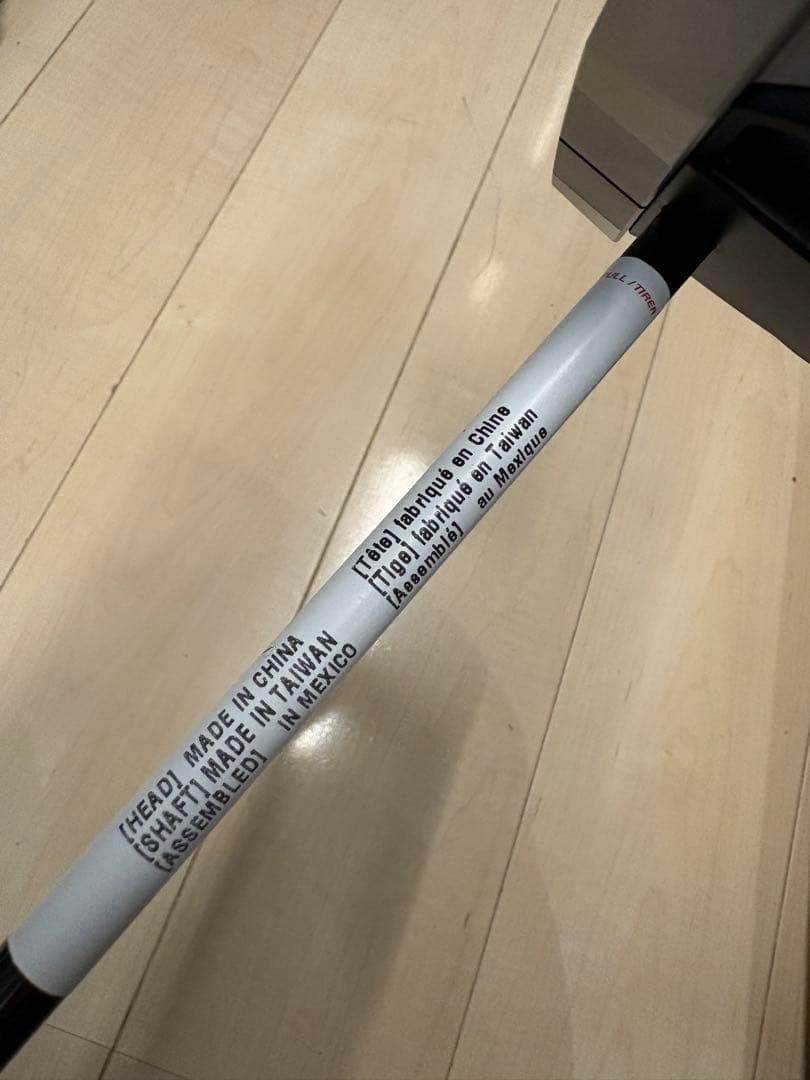 [HEAD] MADE IN CHINA
[SHAFT] MADE IN TAIWAN
[ASSEMBLED] IN MEXICO
[Tête] fabriqué en Chine
[Tige] fabriqué en Taiwan
[Assemblé] au Mexique
/TIRER